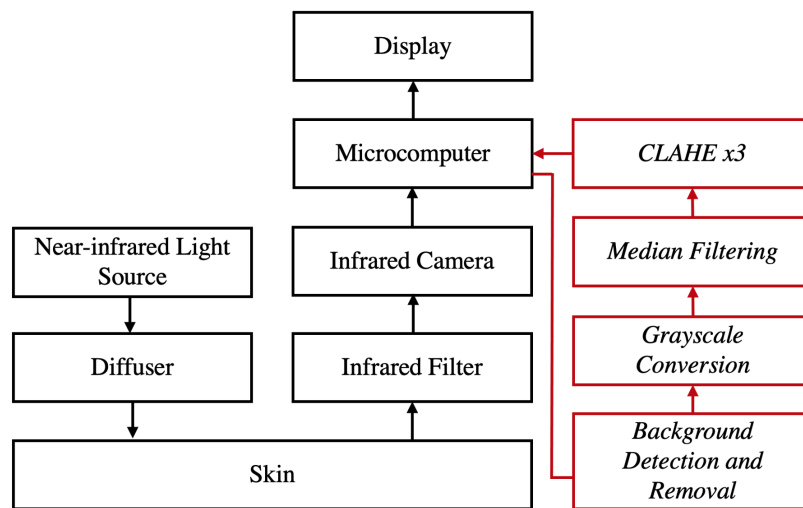 Display
Microcomputer
CLAHE x3
Near-infrared Light
Source
Infrared Camera
Median Filtering
Diffuser
Infrared Filter
Grayscale
Conversion
Skin
Background
Detection and
Removal